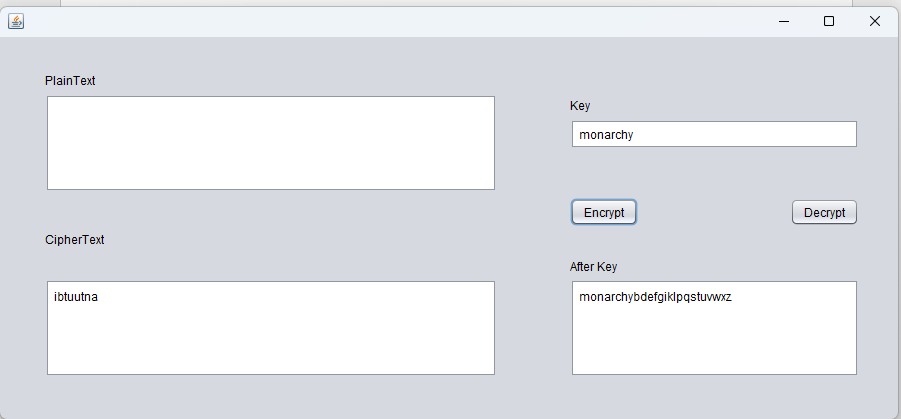 PlainText
Key
monarchy
Encrypt
Decrypt
CipherText
After Key
ibtuutna
monarchybdefgiklpqstuvwxz